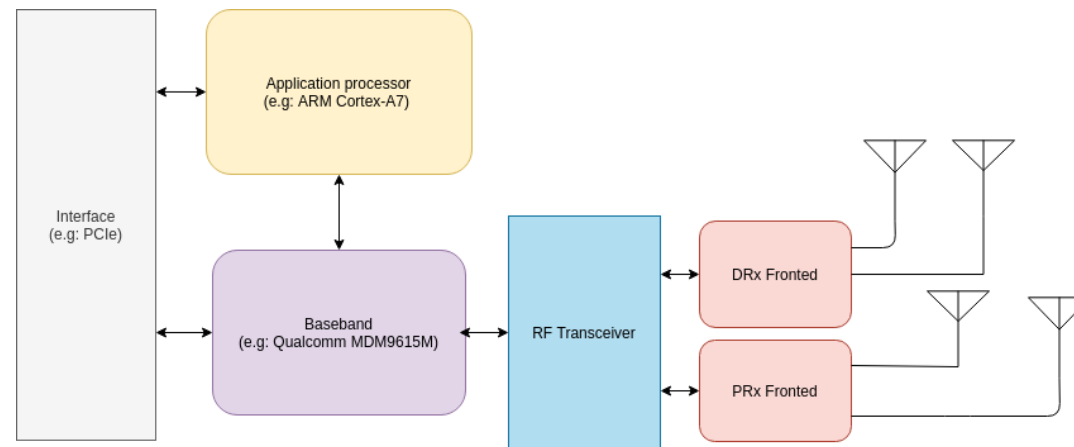 Application processor
(e.g: ARM Cortex-A7)
Interface
(e.g: PCIe)
Baseband
(e.g: Qualcomm MDM9615M)
RF Transceiver
DRx Fronted
PRx Fronted